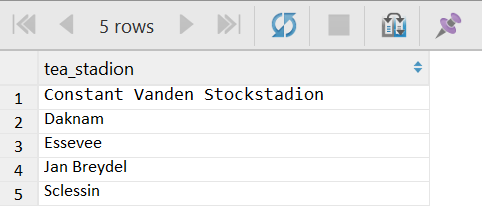 5 rows
tea_stadion
1 Constant Vanden Stockstadion
2 Daknam
3 Essevee
4 Jan Breydel
5 Sclessin